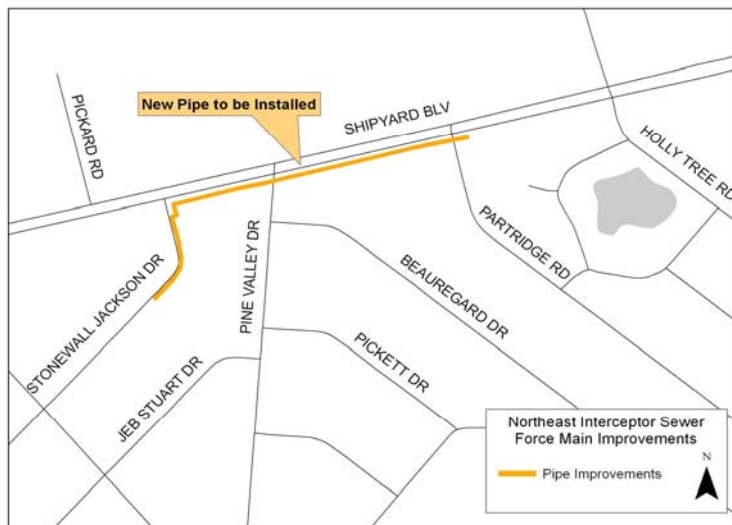 New Pipe to be Installed
SHIPYARD BLV
PICKARD RD
HOLLY TREE RD
PARTRIDGE RD
BEAUREGARD DR
PINE VALLEY DR
STONEWALL JACKSON DR
PICKETT DR
JEB STUART DR
Northeast Interceptor Sewer
Force Main Improvements
Pipe Improvements
N